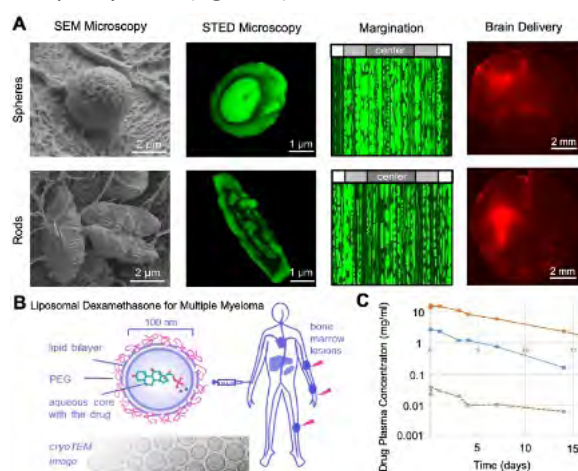 A
SEM Microscopy
STED Microscopy
Margination
Brain Delivery
Spheres
2 µm
1 µm
center
2 mm
Rods
2 µm
1 µm
center
2 mm
B Liposomal Dexamethasone for Multiple Myeloma
100 nm
lipid bilayer
PEG
aqueous core
with the drug
bone
marrow
lesions
cryoTEM
image
C
Drug Plasma Concentraton (mg/ml)
10
1
0.1
0.01
0.001
0 5 10 15
Time (days)